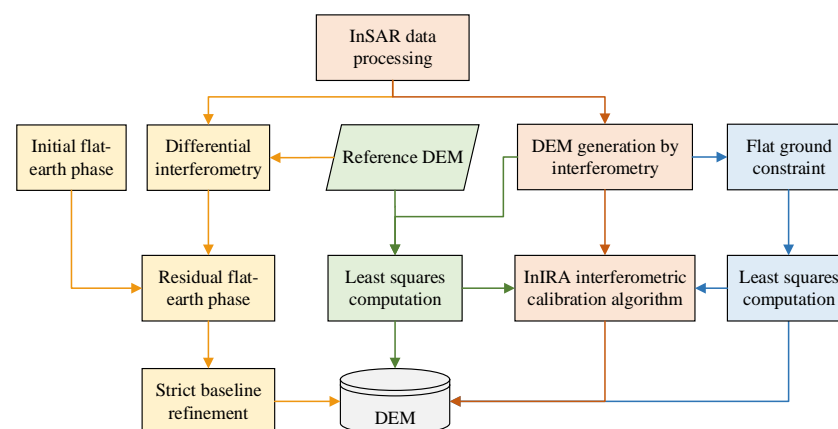 InSAR data
processing
Initial flat-
earth phase
Differential
interferometry
Reference DEM
DEM generation by
interferometry
Flat ground
constraint
Residual flat-
earth phase
Least squares
computation
InIRA interferometric
calibration algorithm
Least squares
computation
Strict baseline
refinement
DEM